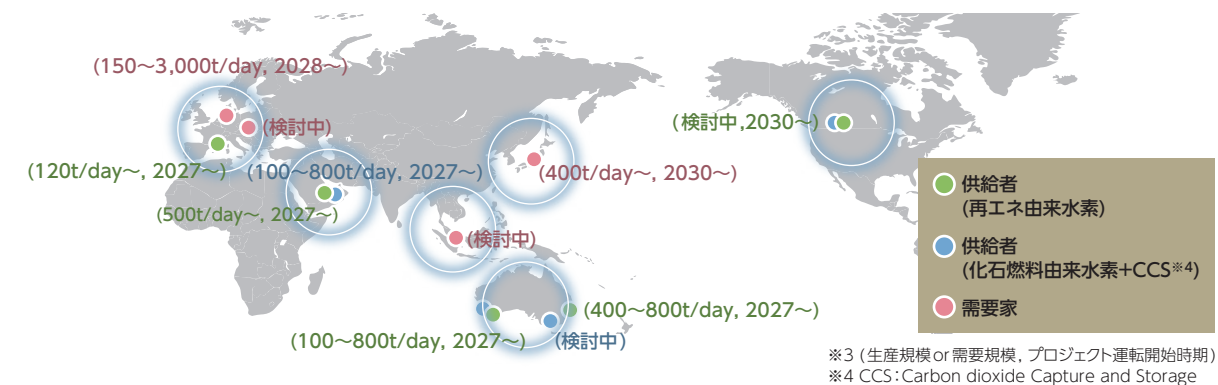 (150～3,000t/day, 2028～)
(検討中)
(検討中,2030～)
(120t/day～, 2027～)
(100～800t/day, 2027～)
(400t/day～, 2030～)
(500t/day～, 2027～)
(検討中)
(400～800t/day, 2027～)
(100～800t/day, 2027～)
(検討中)
供給者
(再エネ由来水素)
供給者
(化石燃料由来水素+CCS※4)
需要家
※3 (生産規模or需要規模, プロジェクト運転開始時期)
※4 CCS：Carbon dioxide Capture and Storage